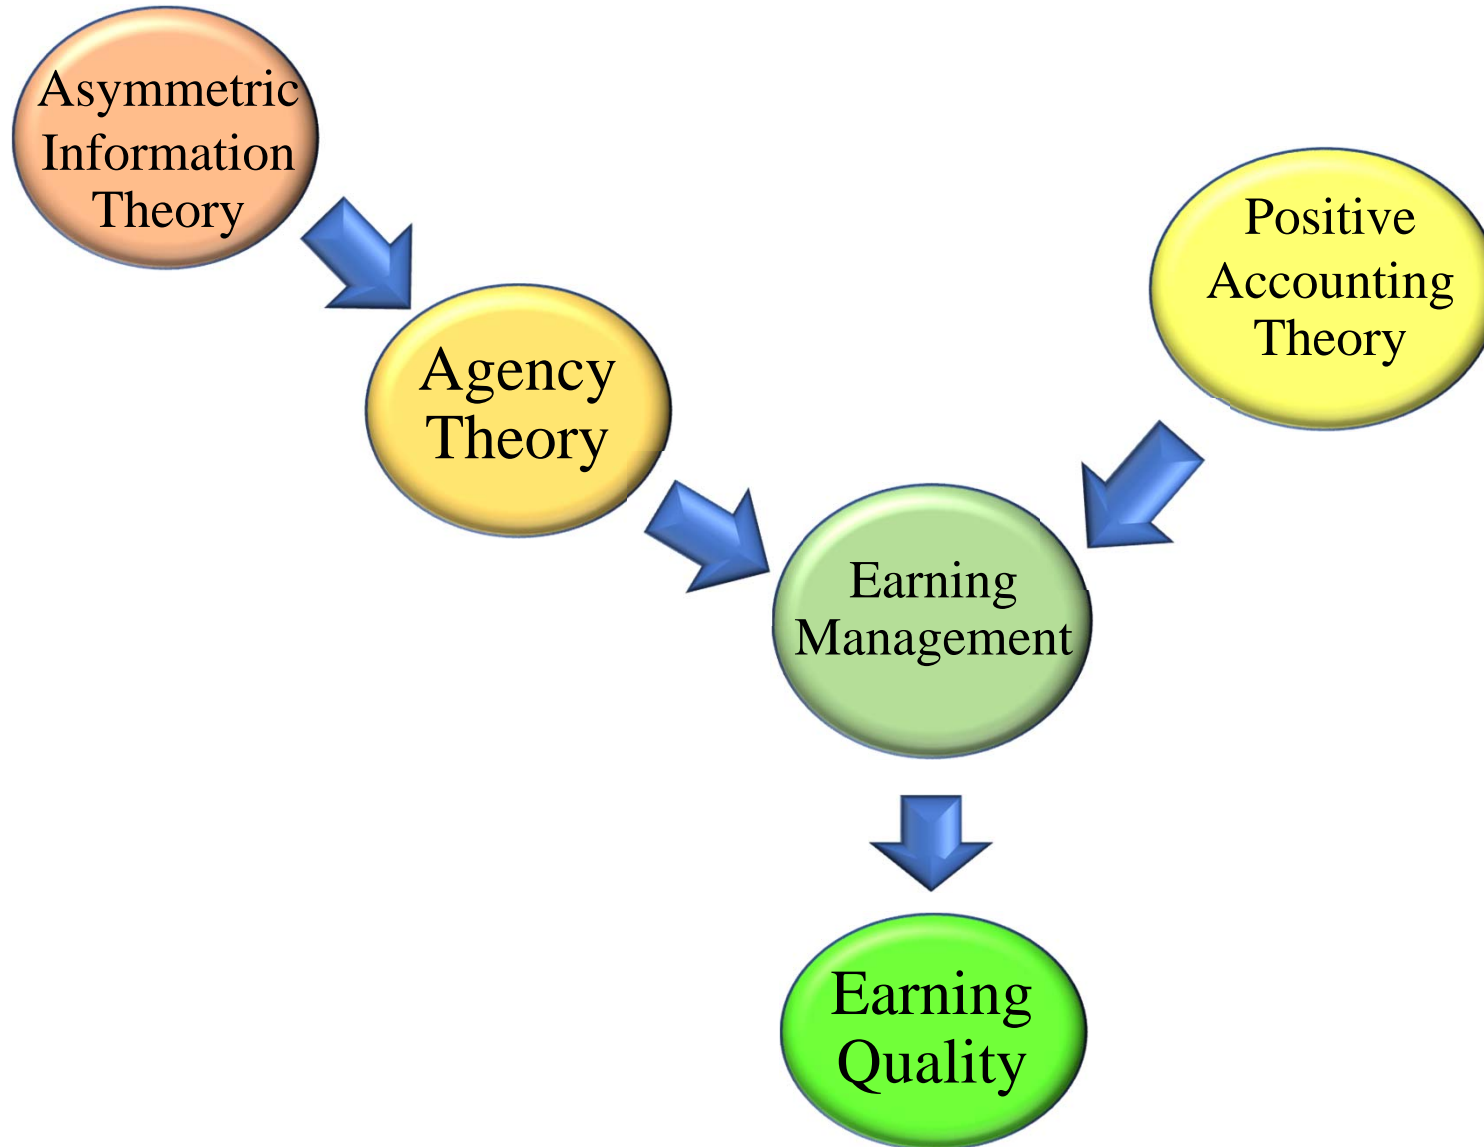 Asymmetric
Information
Theory
Positive
Accounting
Theory
Agency
Theory
Earning
Management
Earning
Quality